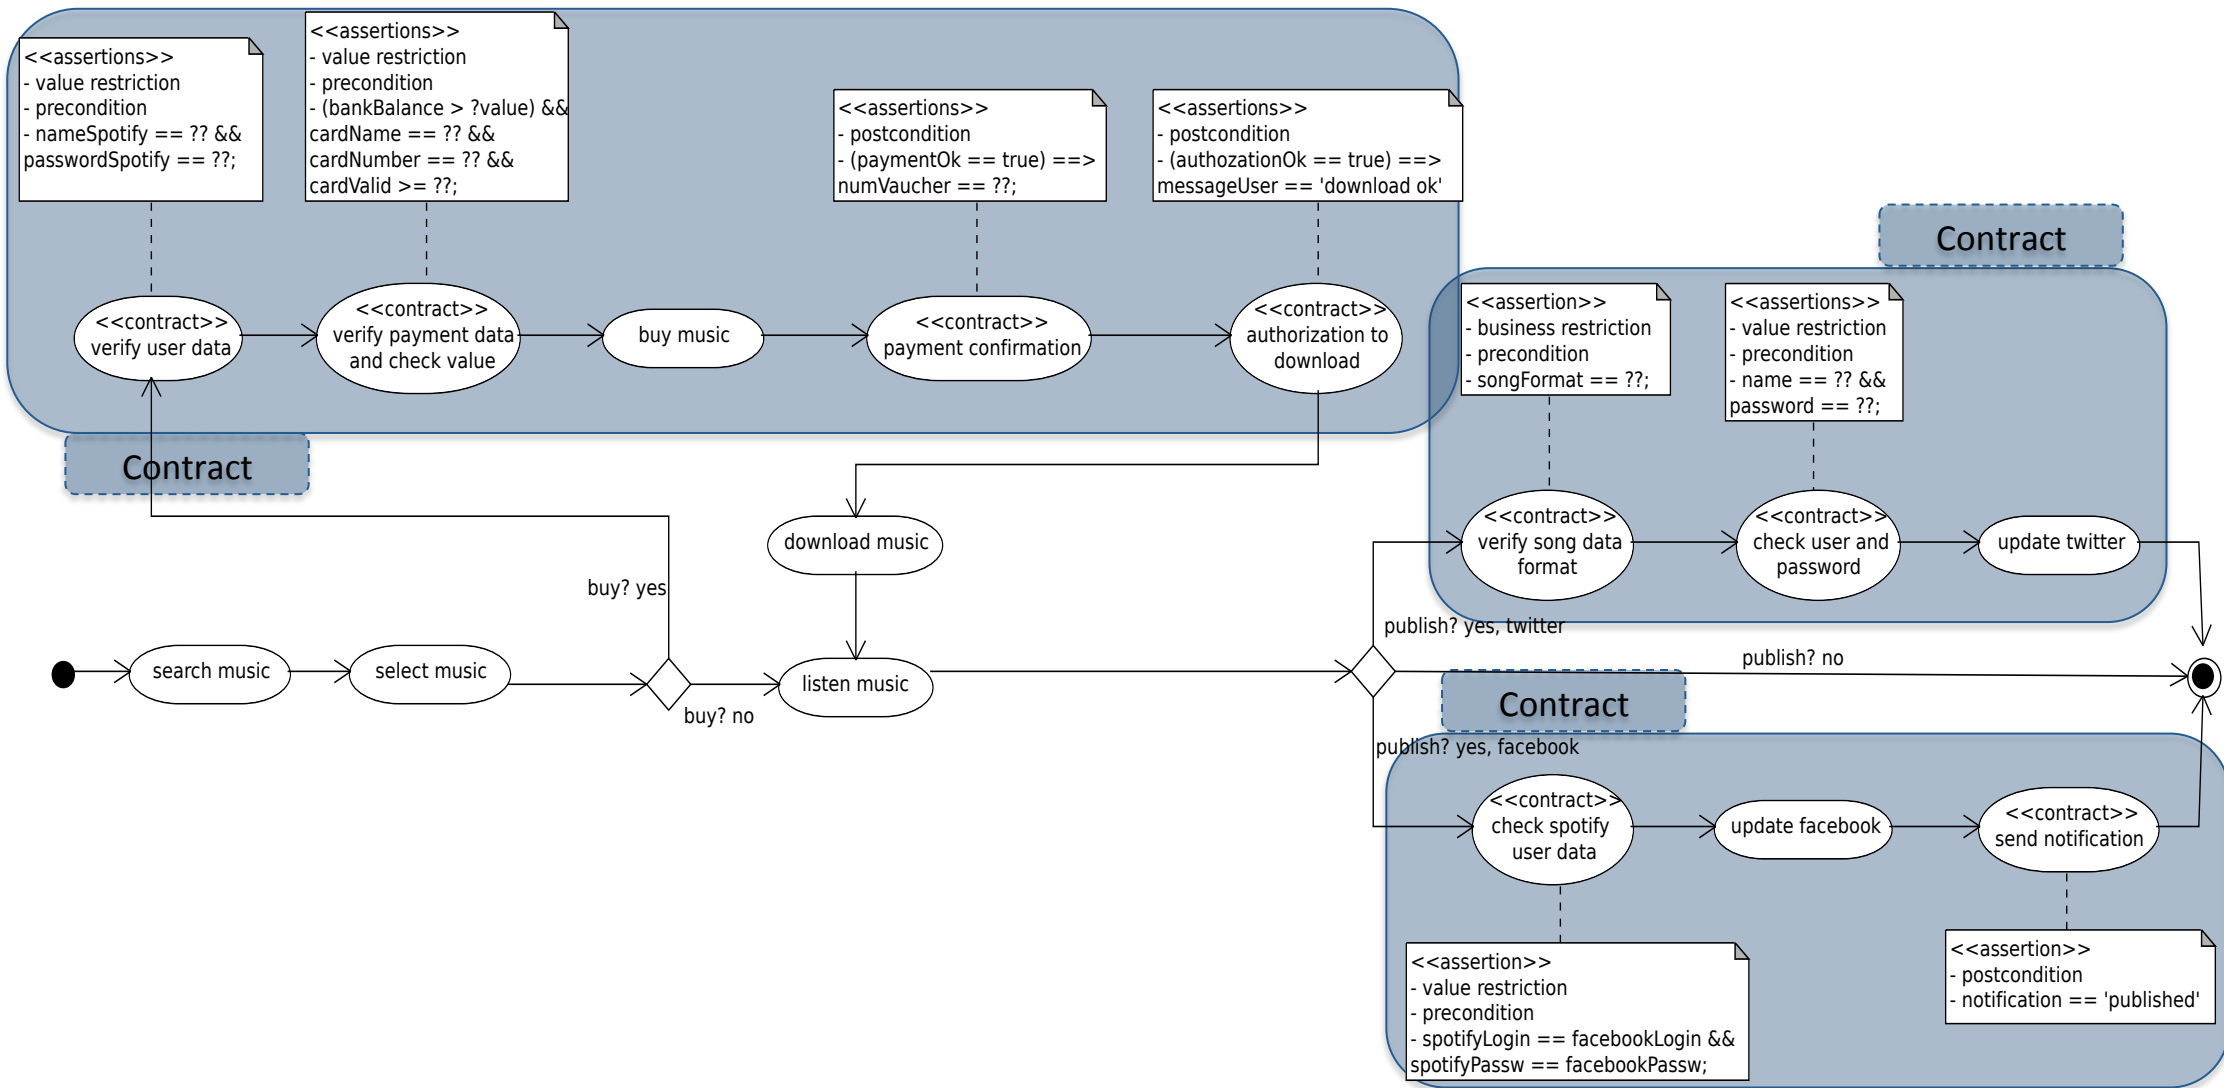 <<assertions>>
- value restriction
- precondition
- nameSpotify == ?? &&
passwordSpotify == ??;
<<assertions>>
- value restriction
- precondition
- (bankBalance > ?value) &&
cardName == ?? &&
cardNumber == ?? &&
cardValid >= ??;
<<assertions>>
- postcondition
- (paymentOk == true) ==>
numVaucher == ??;
<<assertions>>
- postcondition
- (authozationOk == true) ==>
messageUser == 'download ok'
<<contract>>
verify user data
<<contract>>
verify payment data
and check value
buy music
<<contract>>
payment confirmation
<<contract>>
authorization to
download
Contract
Contract
<<assertion>>
- business restriction
- precondition
- songFormat == ??;
<<assertions>>
- value restriction
- precondition
- name == ?? &&
password == ??;
<<contract>>
verify song data
format
<<contract>>
check user and
password
update twitter
download music
buy? yes
search music
select music
buy? no
listen music
publish? yes, twitter
publish? no
Contract
publish? yes, facebook
<<contract>>
check spotify
user data
update facebook
<<contract>>
send notification
<<assertion>>
- value restriction
- precondition
- spotifyLogin == facebookLogin &&
spotifyPassw == facebookPassw;
<<assertion>>
- postcondition
- notification == 'published'